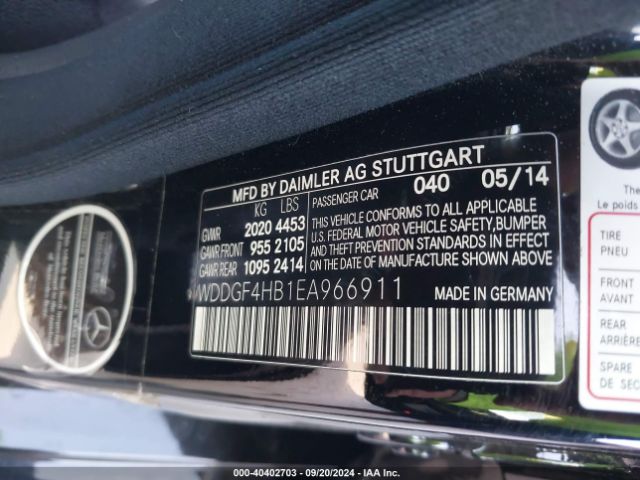 MFD BY DAIMLER AG STUTTGART
KG LBS
PASSENGER CAR 040 05/14
GVWR 2020 4453
GAWR FRONT 955 2105
GAWR REAR 1095 2414
THIS VEHICLE CONFORMS TO ALL APPLICABLE
U.S. FEDERAL MOTOR VEHICLE SAFETY,BUMPER
AND THEFT PREVENTION STANDARDS IN EFFECT
ON THE DATE OF MANUFACTURE SHOWN ABOVE
WDDGF4HB1EA966911 MADE IN GERMANY
Le poids
TIRE
PNEU
FRONT
AVANT
REAR
ARRIÈRE
SPARE
DE SEC
000-40402703 - 09/20/2024 - IAA Inc.